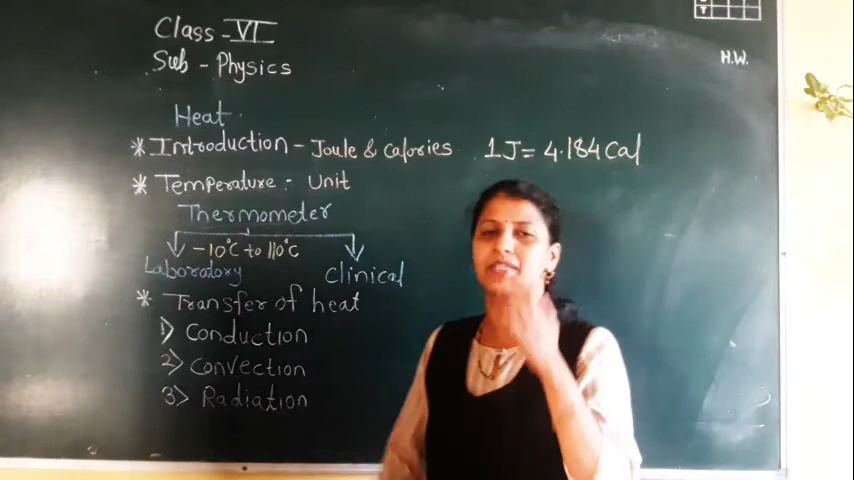 Class - VI
Sub - Physics
H.W.
Heat
* Introduction - Joule & Calories 1J = 4.184 Cal
* Temperature : Unit
Thermometer
-10°C to 110°C
Laboratory Clinical
* Transfer of heat
1> Conduction
2> Convection
3> Radiation